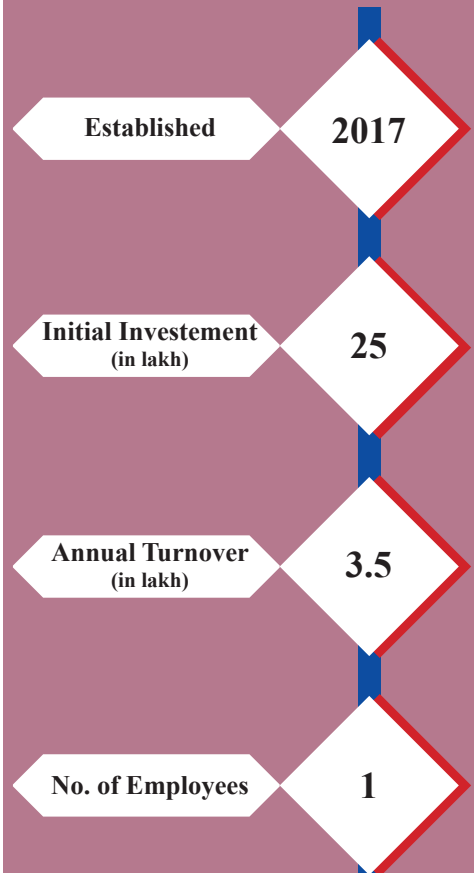 Established
2017
Initial Investement
(in lakh)
25
Annual Turnover
(in lakh)
3.5
No. of Employees
1